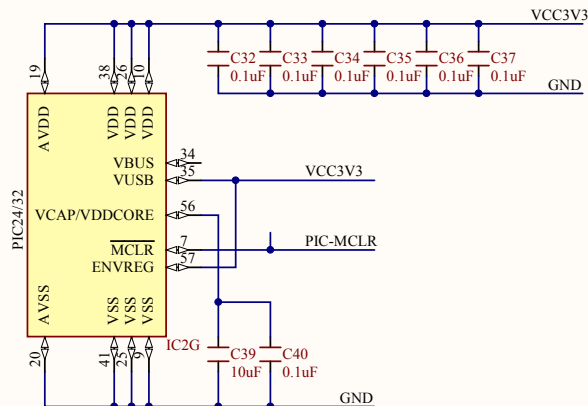 VCC3V3
19
38
26
10
C32
C33
C34
C35
C36
C37
0.1uF
0.1uF
0.1uF
0.1uF
0.1uF
0.1uF
GND
AVDD
VDD
VDD
VDD
VBUS
34
VUSB
35
VCC3V3
PIC24/32
VCAP/VDDCORE
56
MCLR
7
PIC-MCLR
ENVREG
57
AVSS
VSS
VSS
VSS
IC2G
20
41
25
9
C39
C40
10uF
0.1uF
GND